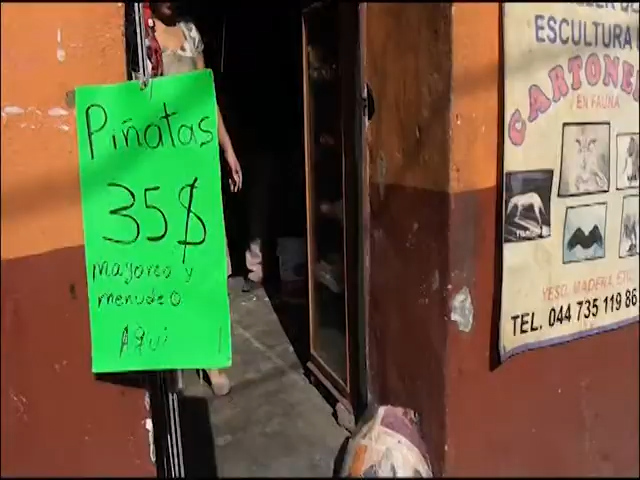 Piñatas
35$
mayoreo y
menudeo
AQui
ESCULTURA
CARTONE
EN FAUNA
YESO, MADERA, ETC.
TEL. 044 735 119 86